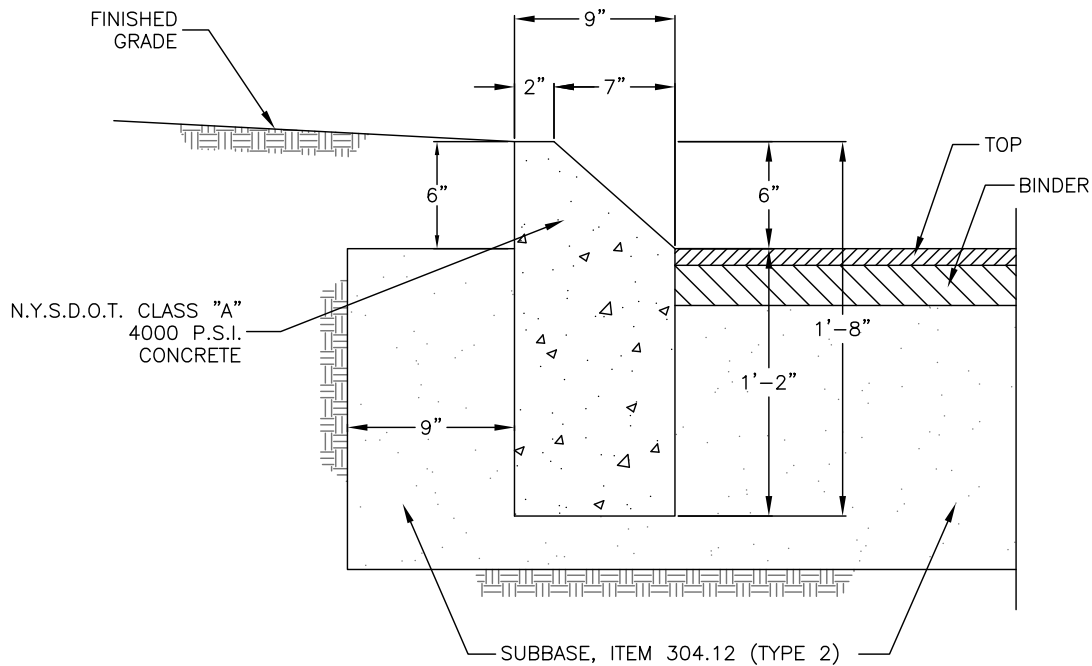 9”
FINISHED
GRADE
2”
7”
TOP
6”
6”
BINDER
N.Y.S.D.O.T. CLASS ”A”
4000 P.S.I.
CONCRETE
1’-8”
1’-2”
9”
SUBBASE, ITEM 304.12 (TYPE 2)